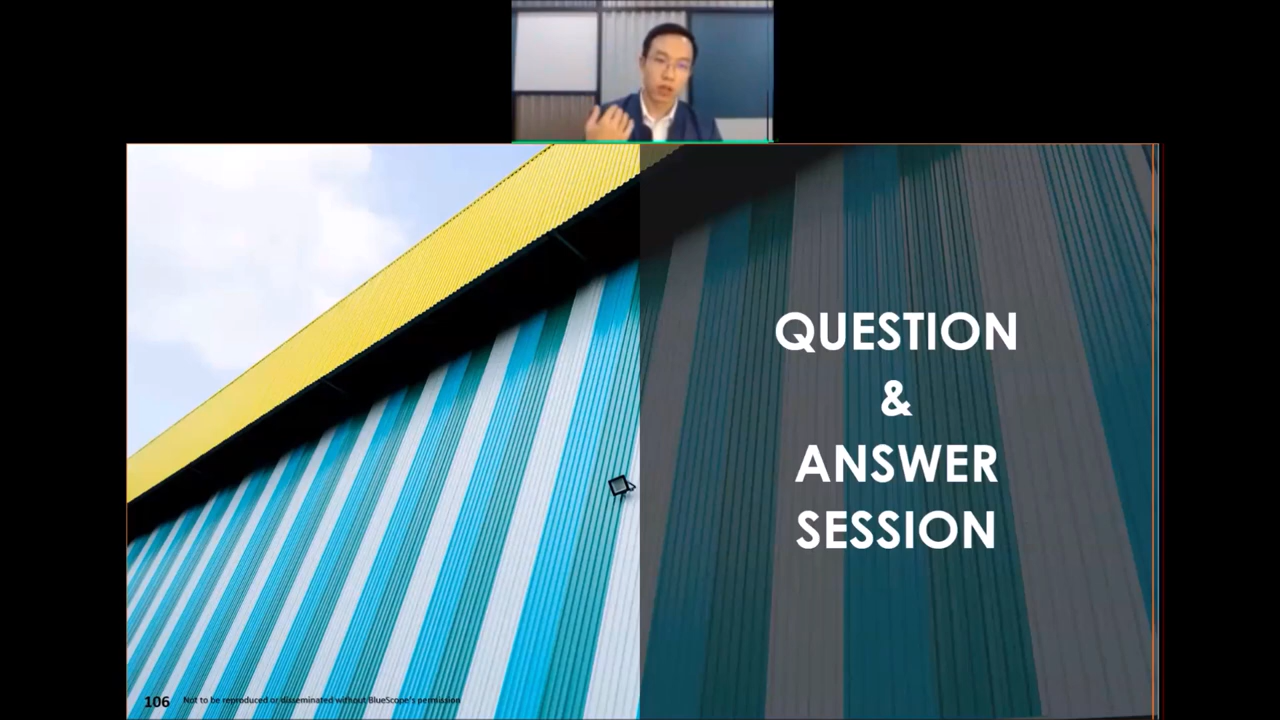 QUESTION
&
ANSWER
SESSION
106 Not to be reproduced or disseminated without BlueScope's permission